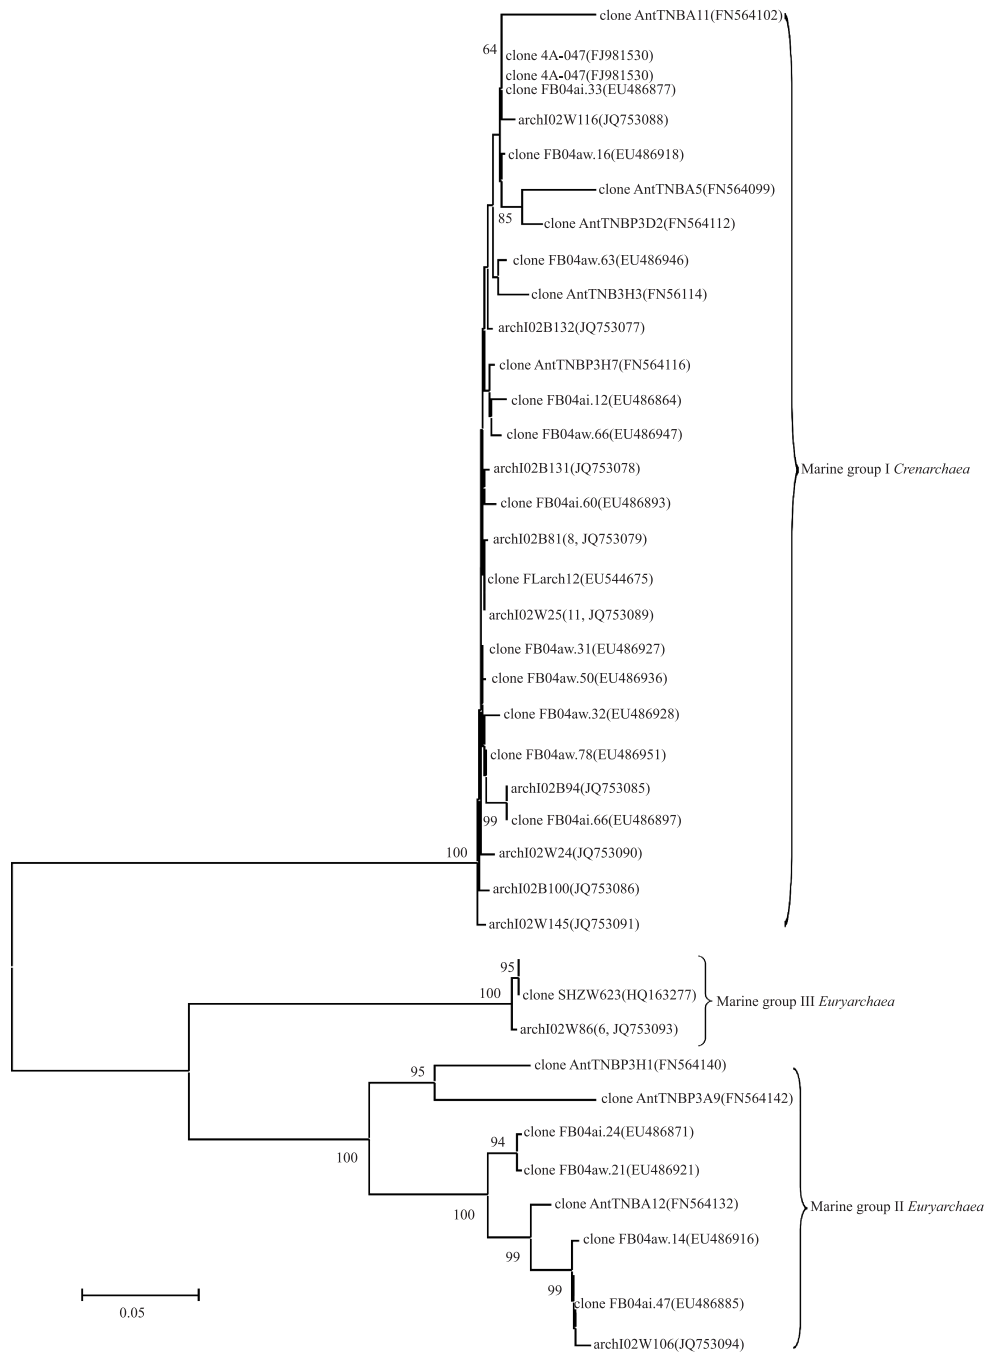 clone AntTNBA11(FN564102)
64
clone 4A-047(FJ981530)
clone 4A-047(FJ981530)
clone FB04ai.33(EU486877)
archI02W116(JQ753088)
clone FB04aw.16(EU486918)
clone AntTNBA5(FN564099)
85
clone AntTNBP3D2(FN564112)
clone FB04aw.63(EU486946)
clone AntTNB3H3(FN56114)
archI02B132(JQ753077)
clone AntTNBP3H7(FN564116)
clone FB04ai.12(EU486864)
clone FB04aw.66(EU486947)
archI02B131(JQ753078)
Marine group I Crenarchaea
clone FB04ai.60(EU486893)
archI02B81(8, JQ753079)
clone FLarch12(EU544675)
archI02W25(11, JQ753089)
clone FB04aw.31(EU486927)
clone FB04aw.50(EU486936)
clone FB04aw.32(EU486928)
clone FB04aw.78(EU486951)
archI02B94(JQ753085)
99
clone FB04ai.66(EU486897)
100
archI02W24(JQ753090)
archI02B100(JQ753086)
archI02W145(JQ753091)
95
100
clone SHZW623(HQ163277)
Marine group III Euryarchaea
archI02W86(6, JQ753093)
clone AntTNBP3H1(FN564140)
95
clone AntTNBP3A9(FN564142)
clone FB04ai.24(EU486871)
94
100
clone FB04aw.21(EU486921)
clone AntTNBA12(FN564132)
Marine group II Euryarchaea
100
clone FB04aw.14(EU486916)
99
99
clone FB04ai.47(EU486885)
0.05
archI02W106(JQ753094)